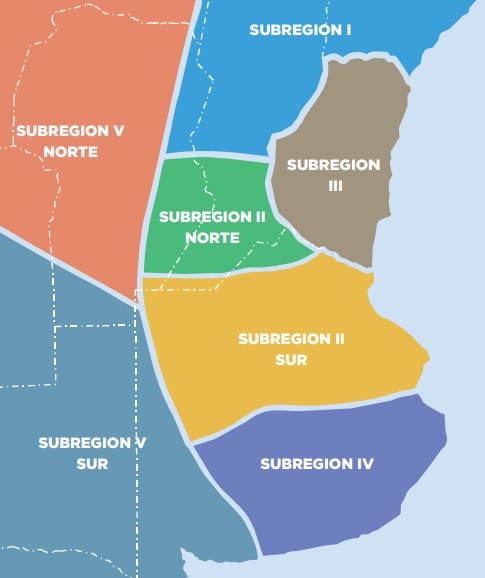 SUBREGION I
SUBREGION V
NORTE
SUBREGION
III
SUBREGION II
NORTE
SUBREGION II
SUR
SUBREGION V
SUR
SUBREGION IV